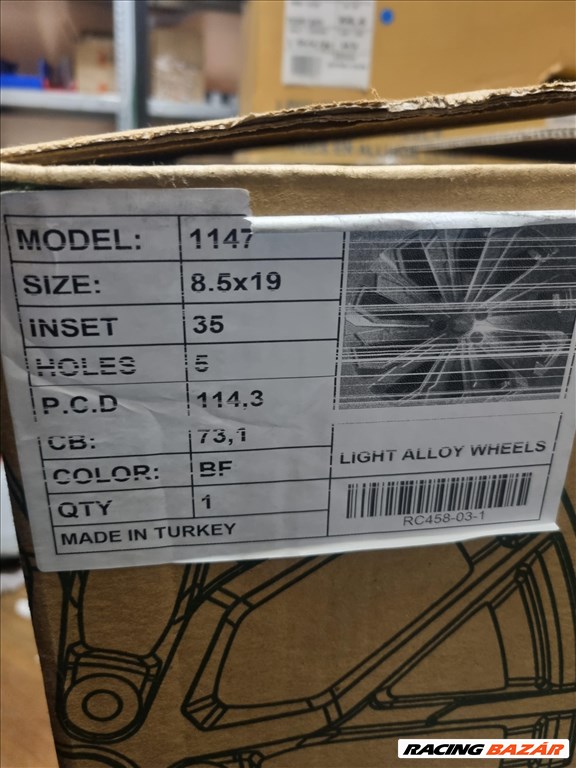 MODEL: 1147
SIZE: 8.5x19
INSET 35
HOLES 5
P.C.D 114,3
CB: 73,1
COLOR: BF
QTY 1
MADE IN TURKEY
LIGHT ALLOY WHEELS
RC458-03-1
RACING BAZÁR